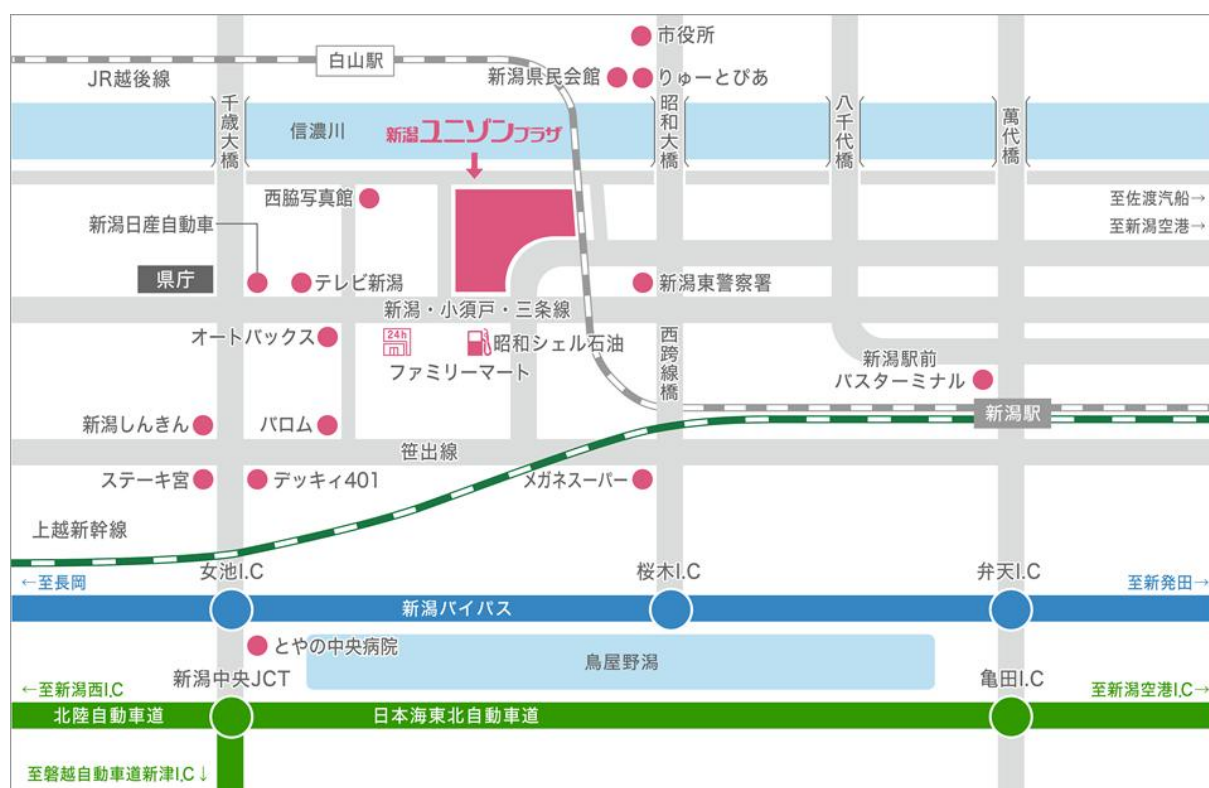 市役所
白山駅
新潟県民会館
りゅーとぴあ
JR越後線
千歳大橋
信濃川
新潟ユニゾンプラザ
昭和大橋
八千代橋
萬代橋
西脇写真館
至佐渡汽船→
新潟日産自動車
至新潟空港→
県庁
テレビ新潟
新潟東警察署
新潟・小須戸・三条線
オートバックス
24h
昭和シェル石油
ファミリーマート
西跨線橋
新潟駅前
バスターミナル
新潟駅
新潟しんきん
バロム
笹出線
ステーキ宮
デッキィ401
メガネスーパー
上越新幹線
女池I.C
桜木I.C
弁天I.C
←至長岡
至新発田→
新潟バイパス
とやの中央病院
鳥屋野潟
新潟中央JCT
亀田I.C
←至新潟西I.C
至新潟空港I.C→
北陸自動車道
日本海東北自動車道
至磐越自動車道新津I.C↓